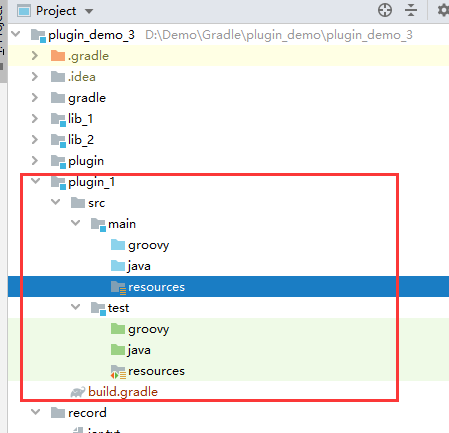 Project
plugin_demo_3 D:\Demo\Gradle\plugin_demo\plugin_demo_3
.gradle
.idea
gradle
lib_1
lib_2
plugin
plugin_1
src
main
groovy
java
resources
test
groovy
java
resources
build.gradle
record